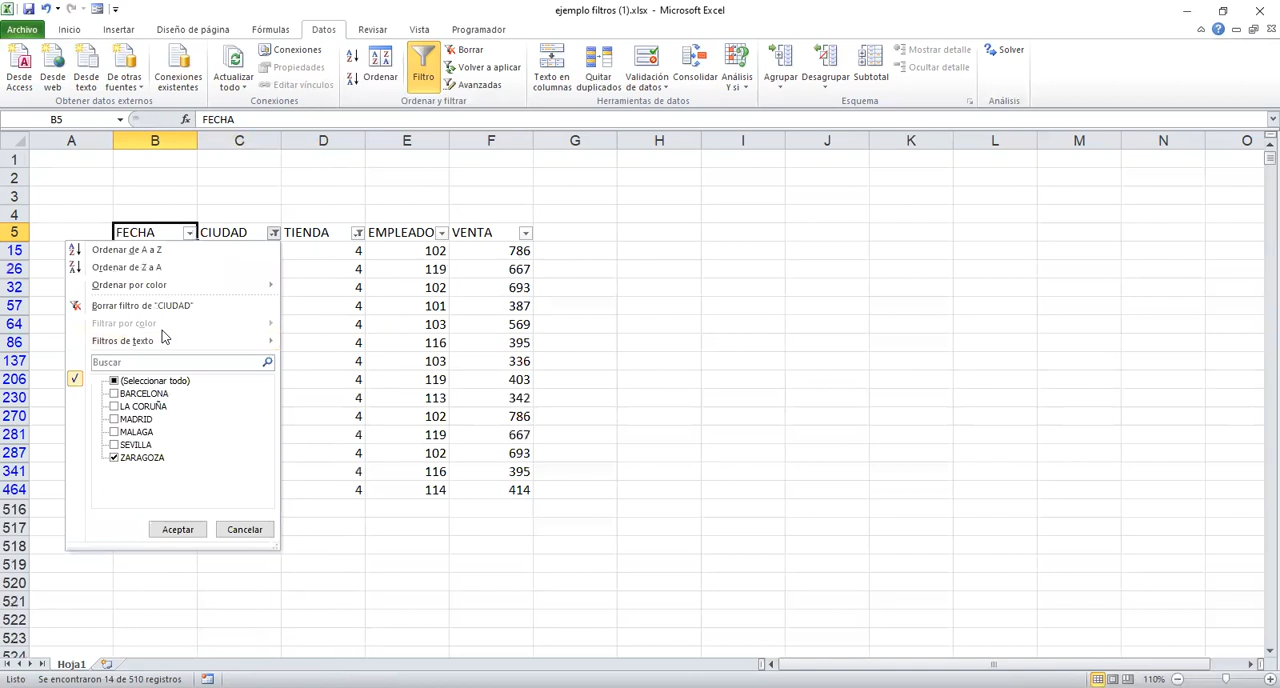 ejemplo filtros (1).xlsx - Microsoft Excel
Archivo Inicio Insertar Diseño de página Fórmulas Datos Revisar Vista Programador
Desde Access
Desde web
Desde texto
De otras fuentes
Conexiones existentes
Obtener datos externos
Actualizar todo
Conexiones
Propiedades
Editar vínculos
Conexiones
Ordenar
Filtro
Borrar
Volver a aplicar
Avanzadas
Ordenar y filtrar
Texto en columnas
Quitar duplicados
Validación de datos
Consolidar
Análisis Y si
Herramientas de datos
Agrupar
Desagrupar
Subtotal
Mostrar detalle
Ocultar detalle
Esquema
Solver
Análisis
B5 fx FECHA
A B C D E F G H I J K L M N O
1
2
3
4
5 FECHA CIUDAD TIENDA EMPLEADO VENTA
15 4 102 786
26 4 119 667
32 4 102 693
57 4 101 387
64 4 103 569
86 4 116 395
137 4 103 336
206 4 119 403
230 4 113 342
270 4 102 786
281 4 119 667
287 4 102 693
341 4 116 395
464 4 114 414
516
517
518
519
520
521
522
523
524
Ordenar de A a Z
Ordenar de Z a A
Ordenar por color
Borrar filtro de "CIUDAD"
Filtrar por color
Filtros de texto
Buscar
(Seleccionar todo)
BARCELONA
LA CORUÑA
MADRID
MALAGA
SEVILLA
ZARAGOZA
Aceptar Cancelar
Hoja1
Listo Se encontraron 14 de 510 registros 110%